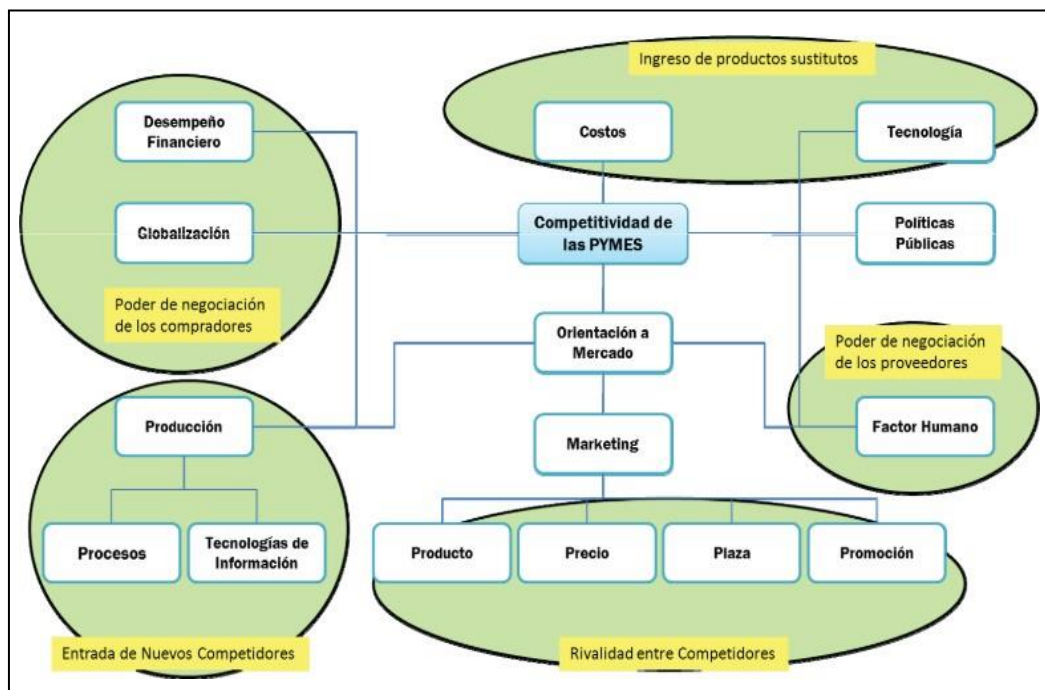 Ingreso de productos sustitutos
Desempeño
Financiero
Costos
Tecnología
Globalización
Competitividad de
las PYMES
Políticas
Públicas
Poder de negociación
de los compradores
Orientación a
Mercado
Poder de negociación
de los proveedores
Producción
Marketing
Factor Humano
Procesos
Tecnologías de
Información
Producto
Precio
Plaza
Promoción
Entrada de Nuevos Competidores
Rivalidad entre Competidores